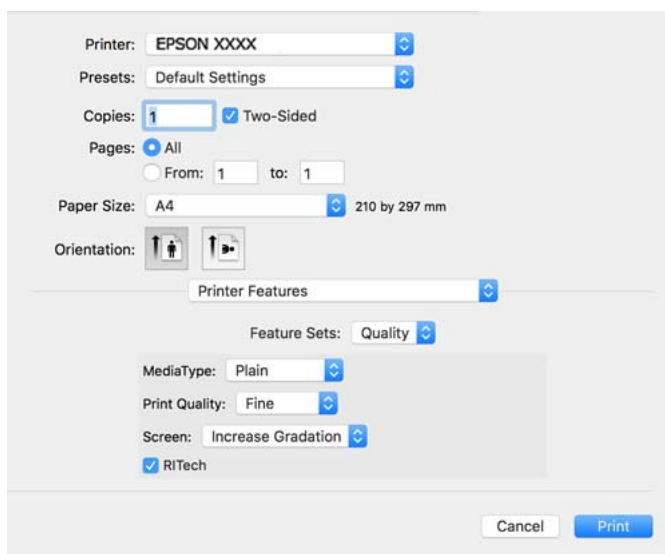 Printer: EPSON XXXX
Presets: Default Settings
Copies: 1 Two-Sided
Pages: All
From: 1 to: 1
Paper Size: A4 210 by 297 mm
Orientation:
Printer Features
Feature Sets: Quality
MediaType: Plain
Print Quality: Fine
Screen: Increase Gradation
RITech
Cancel Print